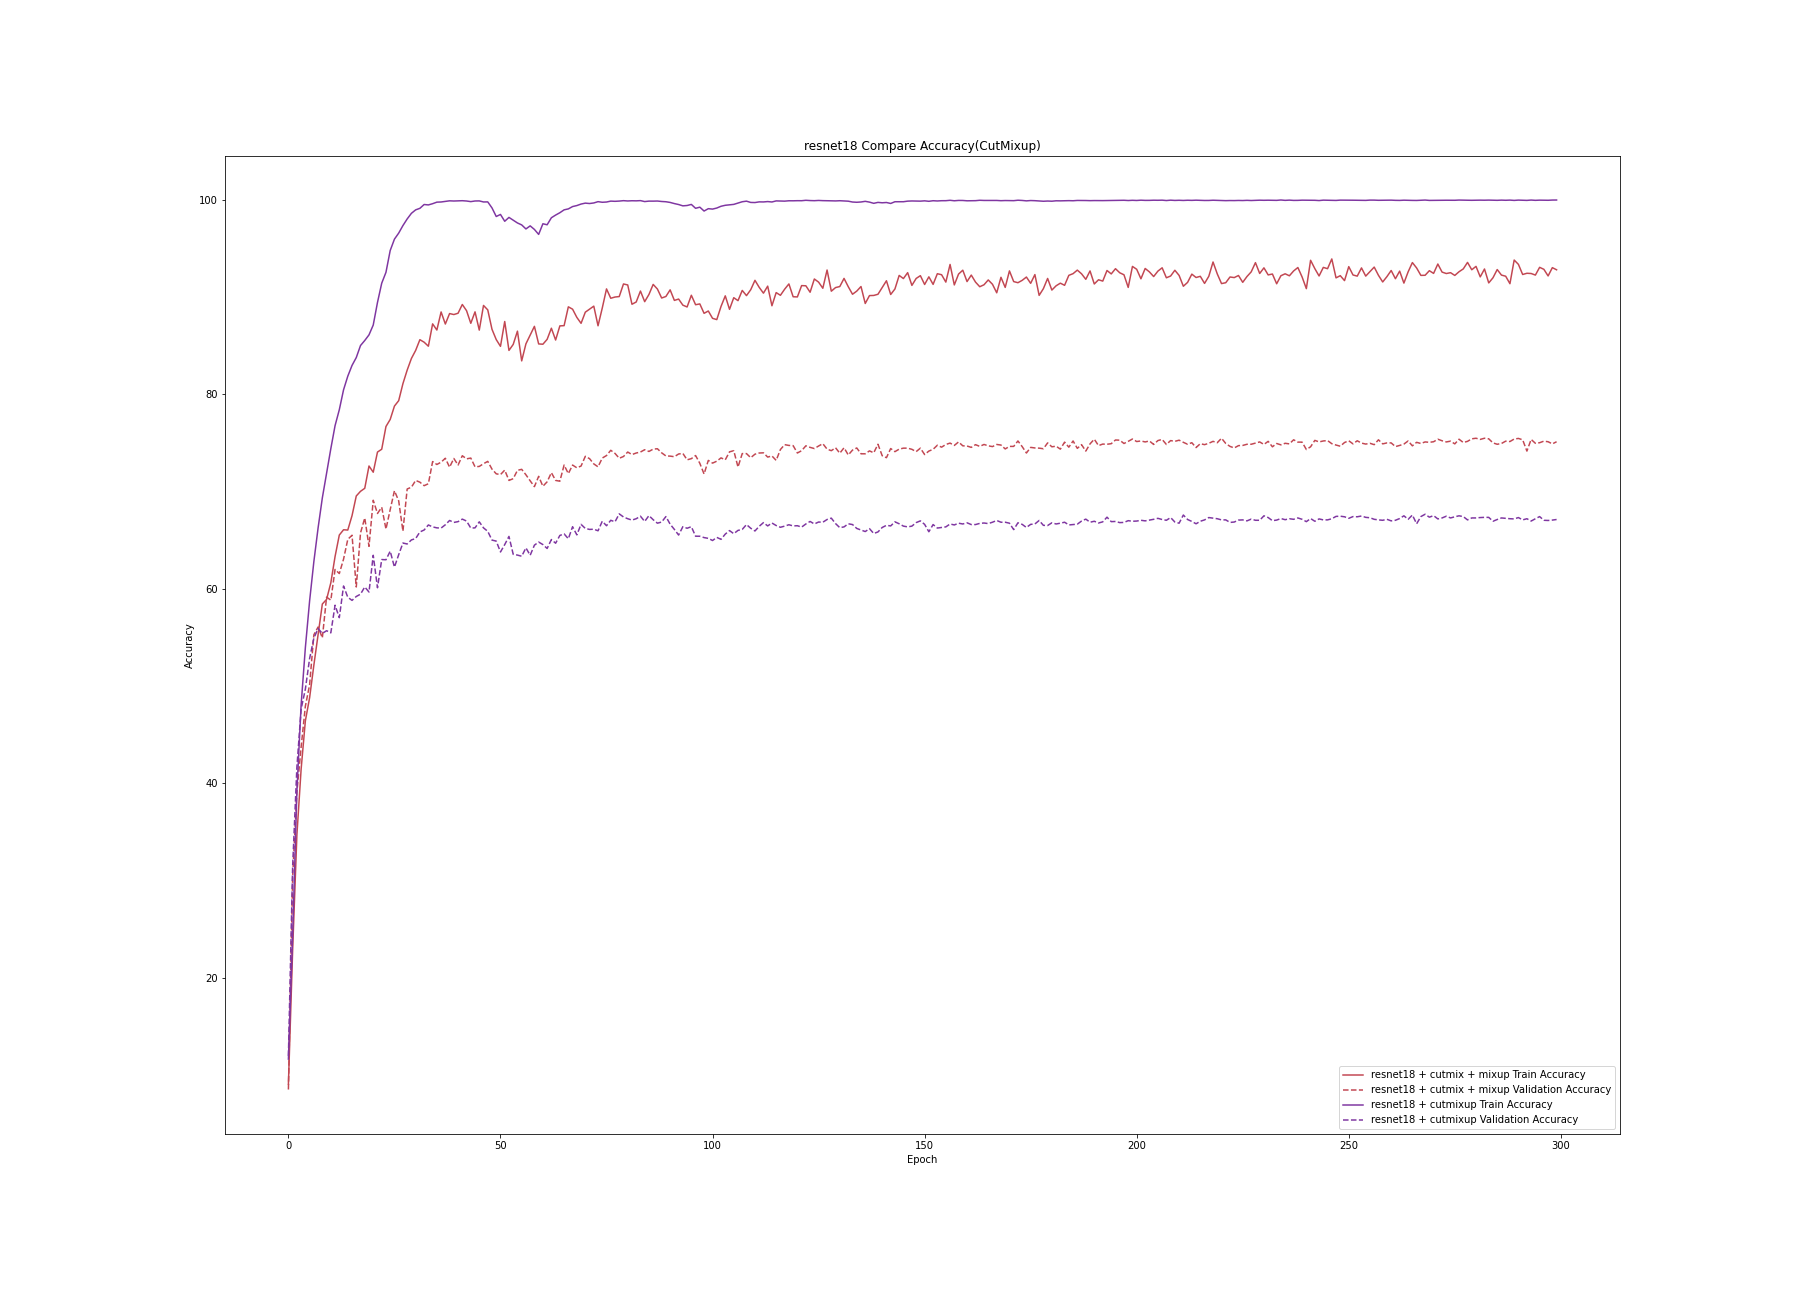 resnet18 Compare Accuracy(CutMixup)
100
80
60
40
20
Accuracy
0
50
100
150
200
250
300
Epoch
resnet18 + cutmix + mixup Train Accuracy
resnet18 + cutmix + mixup Validation Accuracy
resnet18 + cutmixup Train Accuracy
resnet18 + cutmixup Validation Accuracy